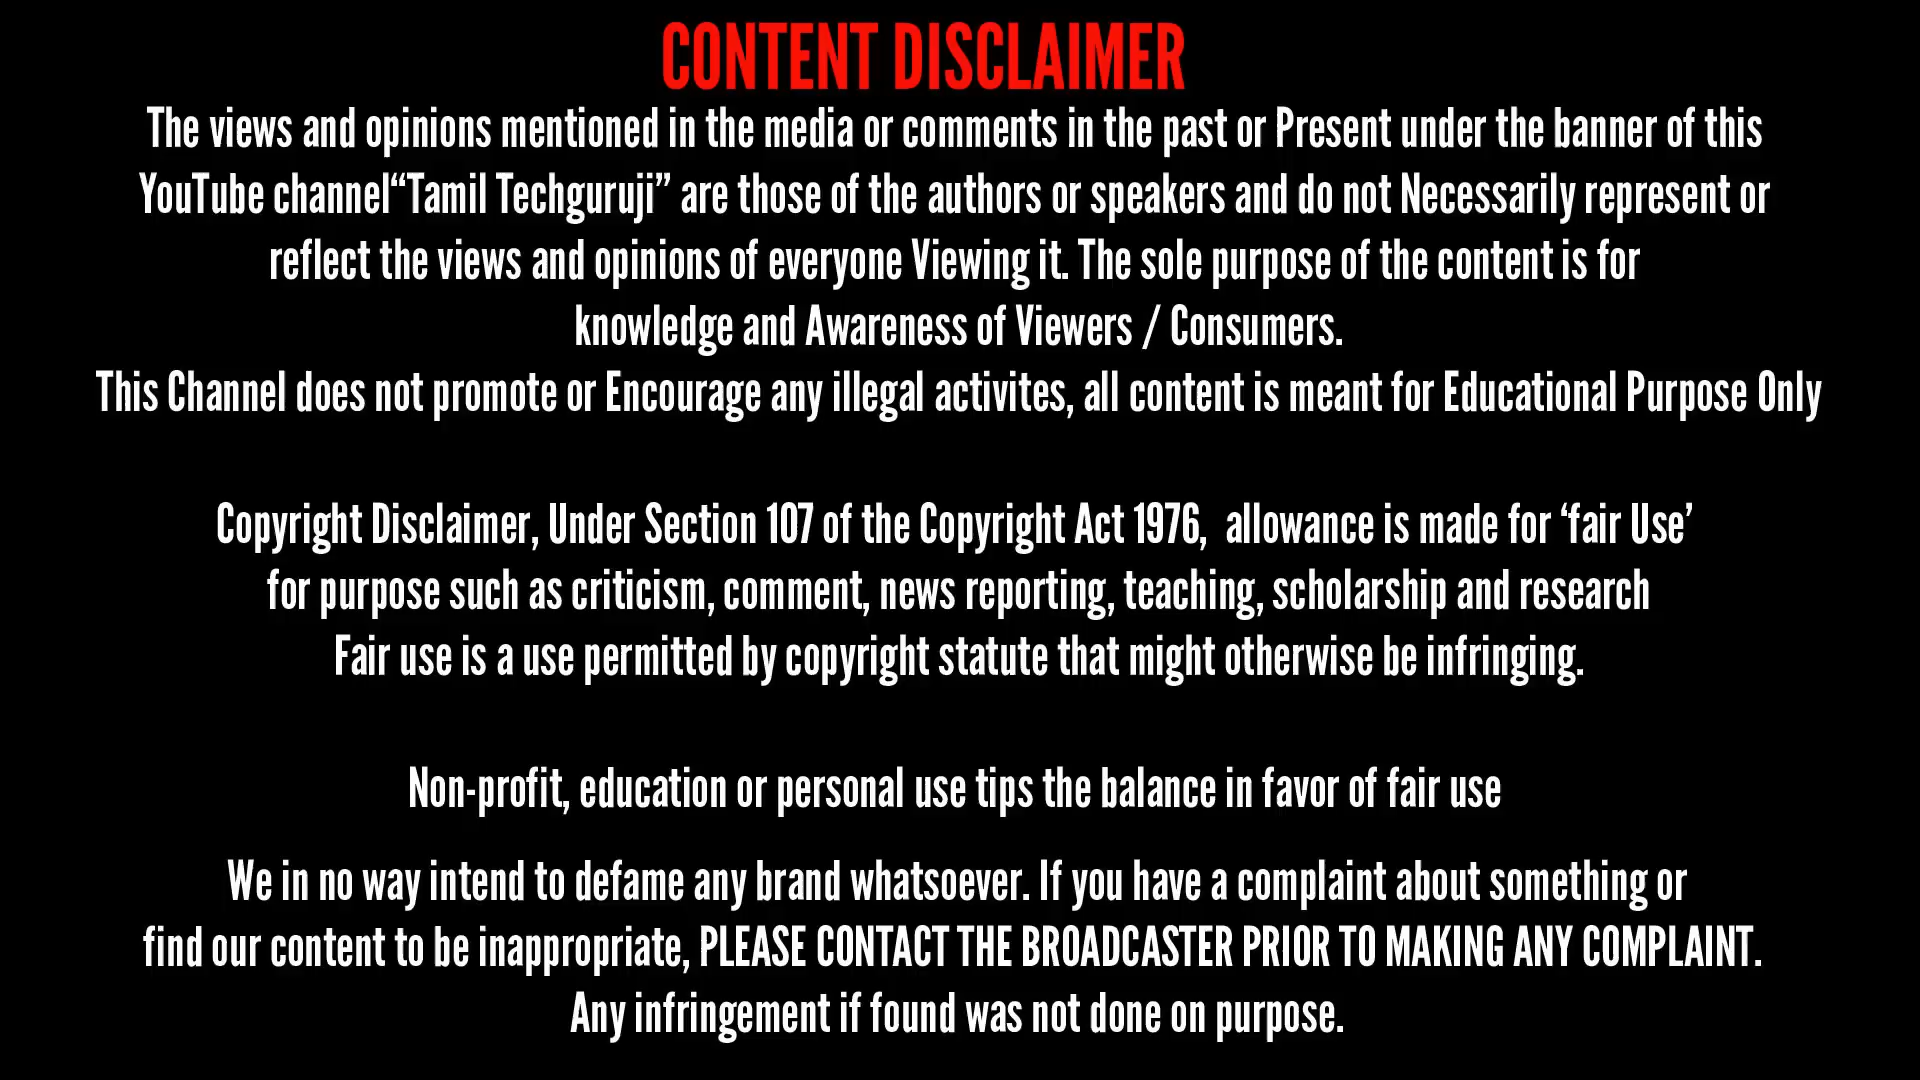 CONTENT DISCLAIMER
The views and opinions mentioned in the media or comments in the past or Present under the banner of this
YouTube channel“Tamil Techguruji” are those of the authors or speakers and do not Necessarily represent or
reflect the views and opinions of everyone Viewing it. The sole purpose of the content is for
knowledge and Awareness of Viewers / Consumers.
This Channel does not promote or Encourage any illegal activites, all content is meant for Educational Purpose Only
Copyright Disclaimer, Under Section 107 of the Copyright Act 1976, allowance is made for ‘fair Use’
for purpose such as criticism, comment, news reporting, teaching, scholarship and research
Fair use is a use permitted by copyright statute that might otherwise be infringing.
Non-profit, education or personal use tips the balance in favor of fair use
We in no way intend to defame any brand whatsoever. If you have a complaint about something or
find our content to be inappropriate, PLEASE CONTACT THE BROADCASTER PRIOR TO MAKING ANY COMPLAINT.
Any infringement if found was not done on purpose.